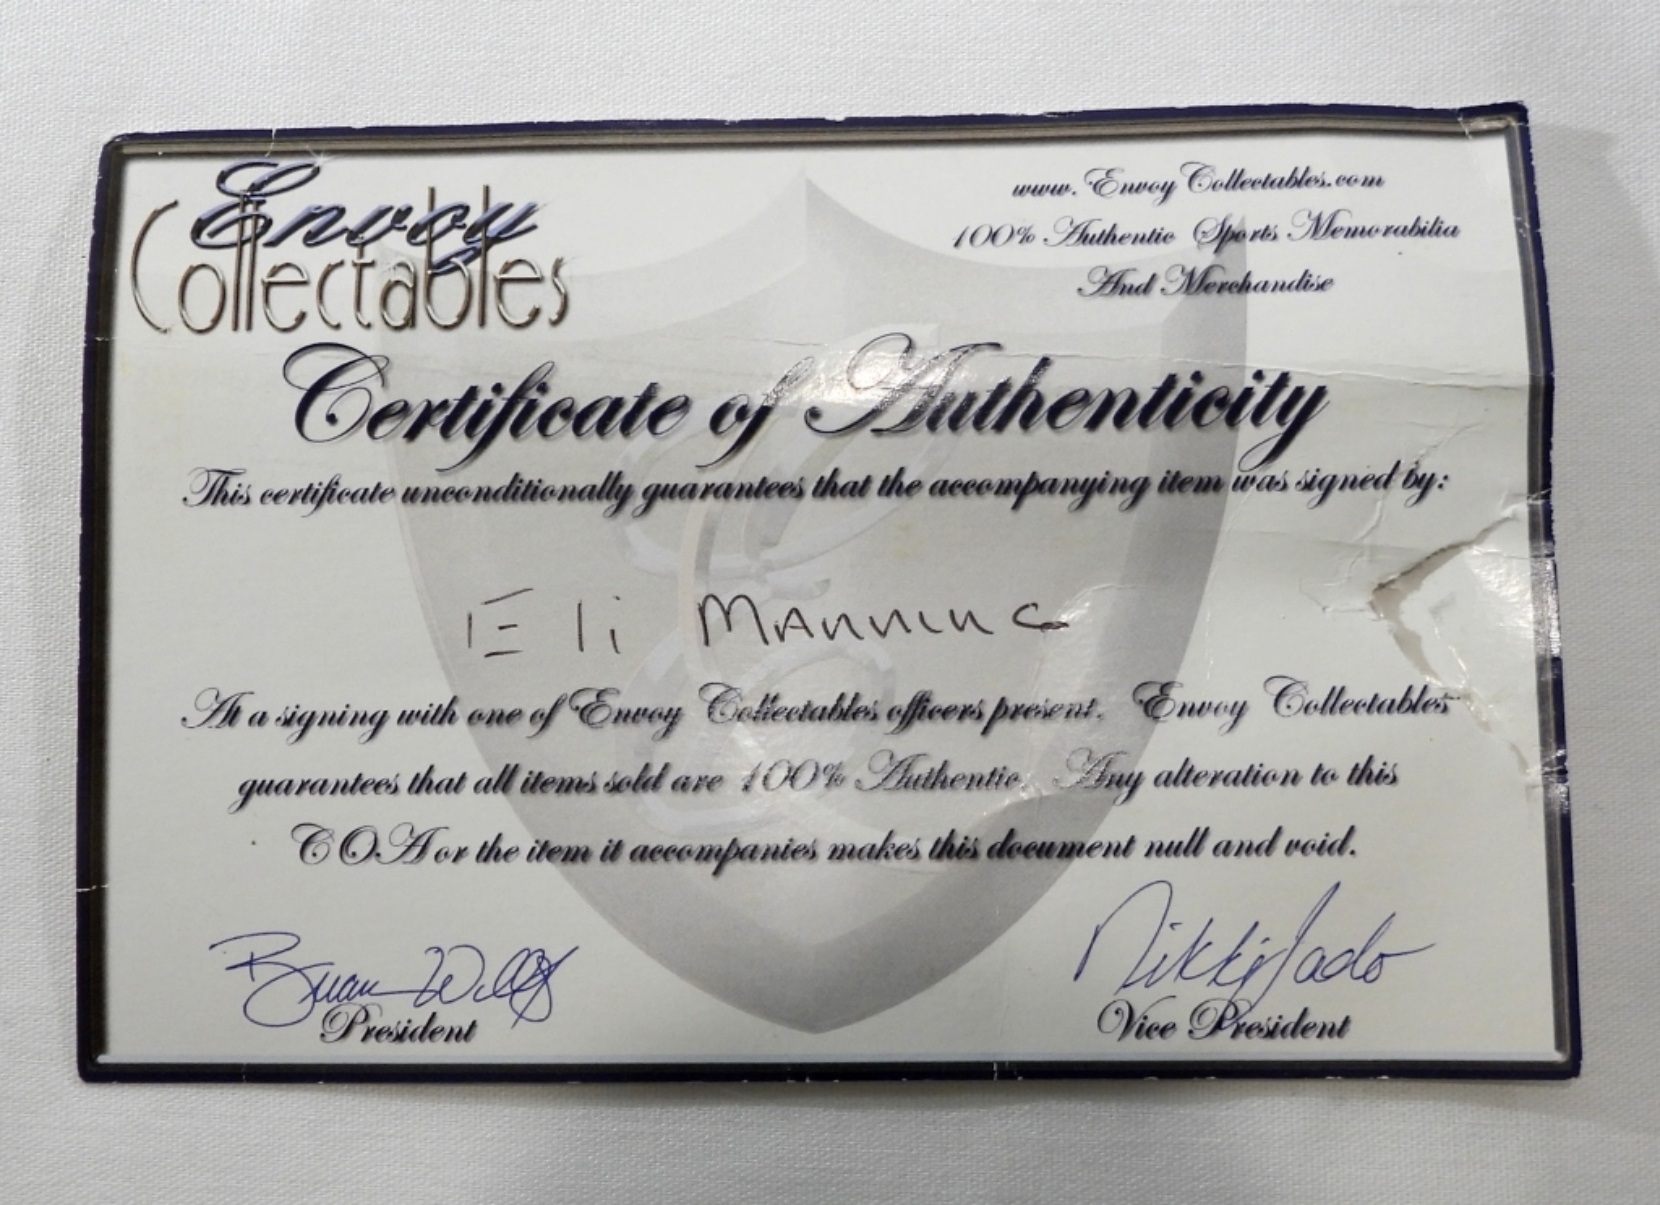 Envoy
Collectables
www.EnvoyCollectables.com
100% Authentic Sports Memorabilia
And Merchandise
Certificate of Authenticity
This certificate unconditionally guarantees that the accompanying item was signed by:
Eli Manning
At a signing with one of Envoy Collectables officers present. Envoy Collectables
guarantees that all items sold are 100% Authentic. Any alteration to this
COA or the item it accompanies makes this document null and void.
Nikki
President
Vice President